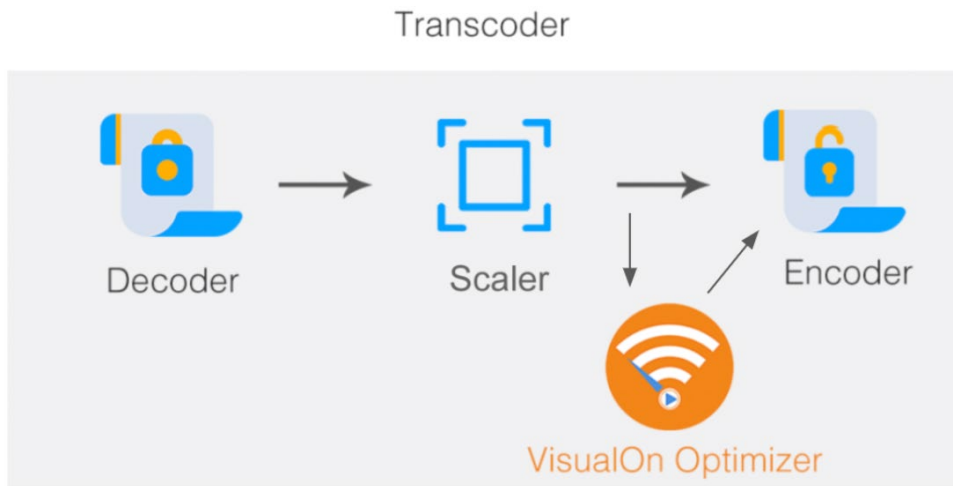 Transcoder
Decoder
Scaler
Encoder
VisualOn Optimizer